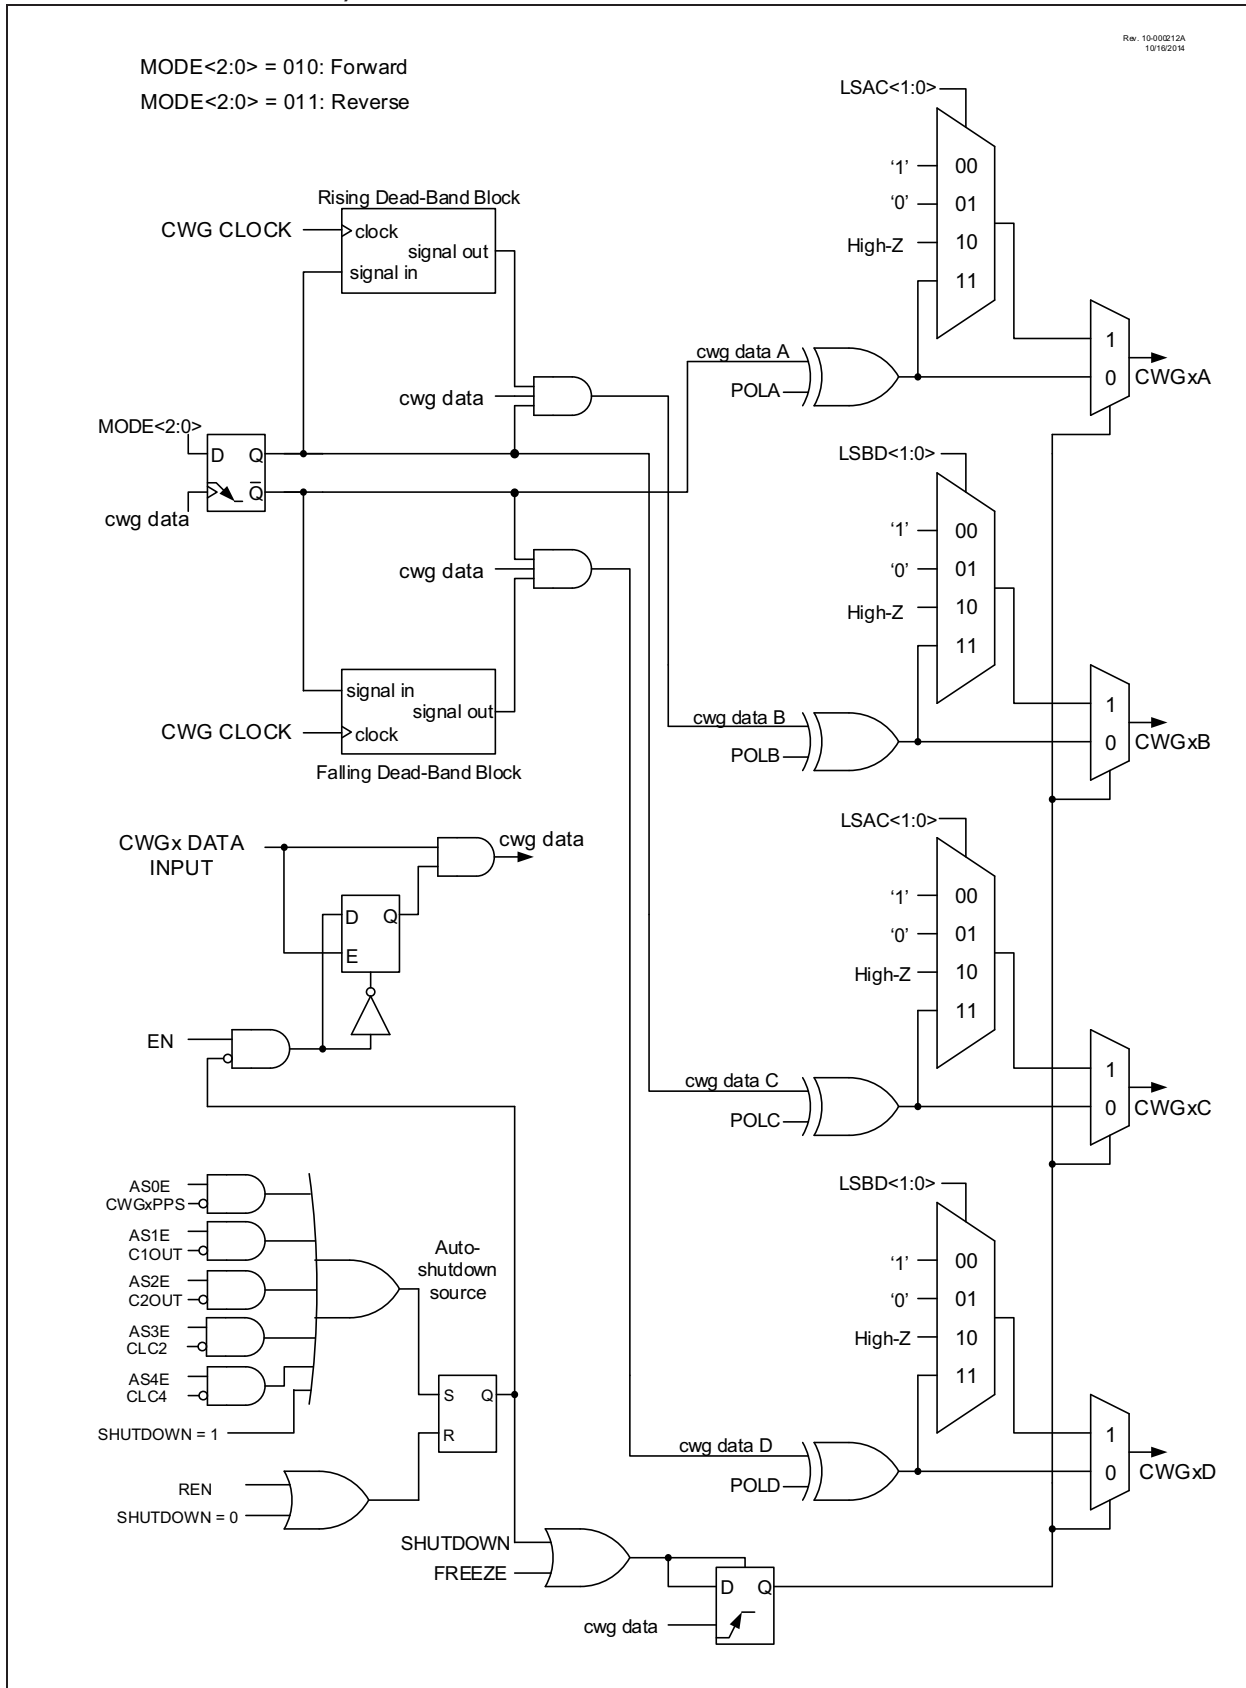 Rev. 10-000212A
10/16/2014
MODE<2:0> = 010: Forward
MODE<2:0> = 011: Reverse
LSAC<1:0>
'1'
00
'0'
01
High-Z
10
11
1
0
CWGxA
Rising Dead-Band Block
CWG CLOCK
clock
signal out
signal in
cwg data A
POLA
cwg data
MODE<2:0>
D
Q
Q
cwg data
LSBD<1:0>
'1'
00
'0'
01
High-Z
10
11
1
0
CWGxB
cwg data
signal in
signal out
CWG CLOCK
clock
Falling Dead-Band Block
cwg data B
POLB
CWGx DATA
INPUT
cwg data
D
Q
E
EN
LSAC<1:0>
'1'
00
'0'
01
High-Z
10
11
1
0
CWGxC
cwg data C
POLC
AS0E
CWGxPPS
AS1E
C1OUT
AS2E
C2OUT
AS3E
CLC2
AS4E
CLC4
SHUTDOWN = 1
Auto-
shutdown
source
S
Q
R
REN
SHUTDOWN = 0
LSBD<1:0>
'1'
00
'0'
01
High-Z
10
11
1
0
CWGxD
cwg data D
POLD
SHUTDOWN
FREEZE
D
Q
cwg data